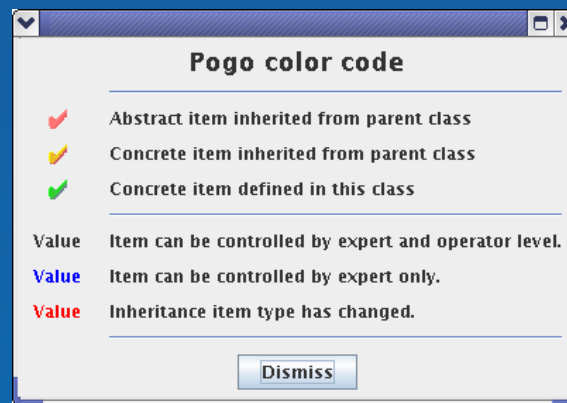 Pogo color code
Abstract item inherited from parent class
Concrete item inherited from parent class
Concrete item defined in this class
Value Item can be controlled by expert and operator level.
Value Item can be controlled by expert only.
Value Inheritance item type has changed.
Dismiss